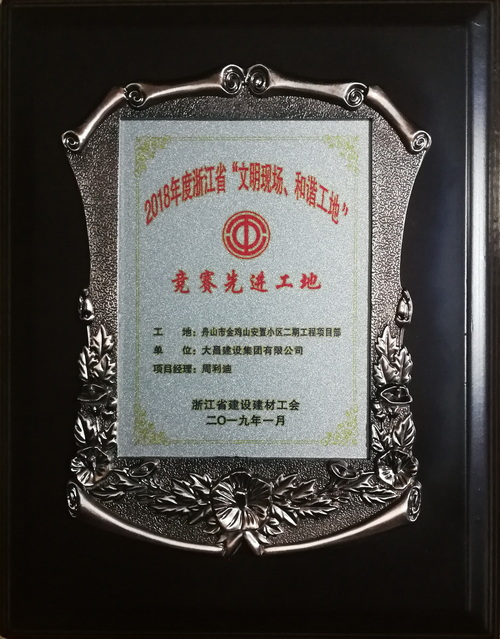 2018年度浙江省“文明现场、和谐工地”
竞赛先进工地
工 地：舟山市金鸡山安置小区二期工程项目部
单 位：大昌建设集团有限公司
项目经理：周利迪
浙江省建设建材工会
二〇一九年一月